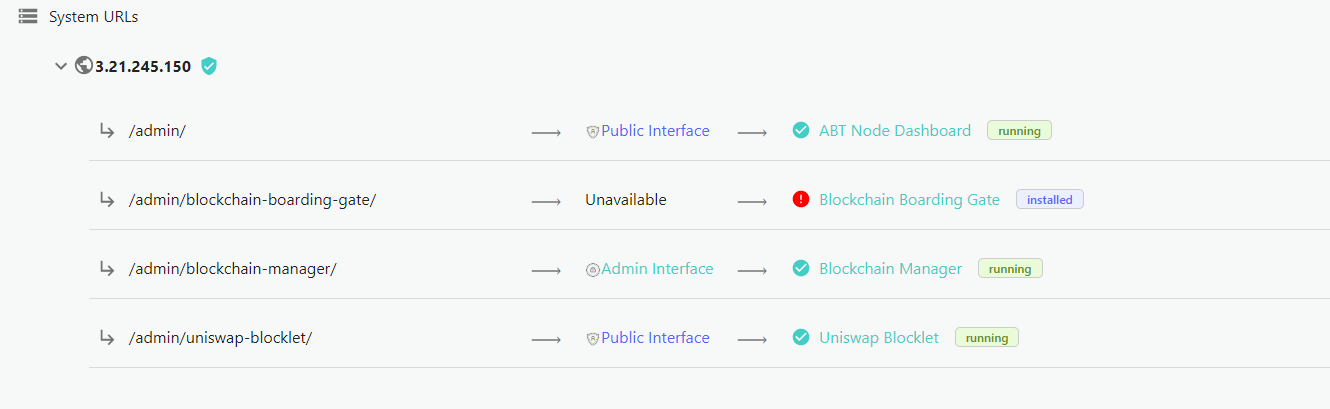 System URLs
3.21.245.150
/admin/ Public Interface ABT Node Dashboard running
/admin/blockchain-boarding-gate/ Unavailable Blockchain Boarding Gate installed
/admin/blockchain-manager/ Admin Interface Blockchain Manager running
/admin/uniswap-blocklet/ Public Interface Uniswap Blocklet running